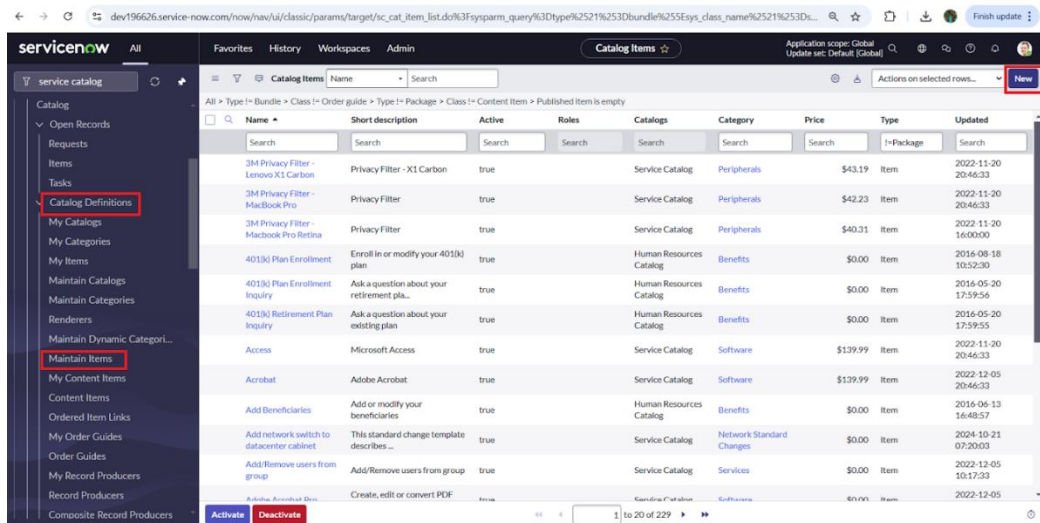 dev196626.service-now.com/now/nav/ui/classic/params/target/sc_cat_item_list.do%3Fsysparm_query%3Dtype%2521%253Dbundle%255Esys_class_name%2521%253Ds...
Finish update
servicenow All Favorites History Workspaces Admin Catalog Items Application scope: Global
Update set: Default [Global]
service catalog
Catalog Items Name Search Actions on selected rows... New
Catalog
Open Records
Requests
Items
Tasks
Catalog Definitions
My Catalogs
My Categories
My Items
Maintain Catalogs
Maintain Categories
Renderers
Maintain Dynamic Categori...
Maintain Items
My Content Items
Content Items
Ordered Item Links
My Order Guides
Order Guides
My Record Producers
Record Producers
Composite Record Producers
All > Type != Bundle > Class != Order guide > Type != Package > Class != Content Item > Published item is empty
Name Short description Active Roles Catalogs Category Price Type Updated
Search Search Search Search Search Search Search !=Package Search
3M Privacy Filter - Lenovo X1 Carbon Privacy Filter - X1 Carbon true Service Catalog Peripherals $43.19 Item 2022-11-20 20:46:33
3M Privacy Filter - MacBook Pro Privacy Filter true Service Catalog Peripherals $42.23 Item 2022-11-20 20:46:33
3M Privacy Filter - Macbook Pro Retina Privacy Filter true Service Catalog Peripherals $40.31 Item 2022-11-20 16:00:00
401(k) Plan Enrollment Enroll in or modify your 401(k) plan true Human Resources Catalog Benefits $0.00 Item 2016-08-18 10:52:30
401(k) Plan Enrollment Inquiry Ask a question about your retirement pla... true Human Resources Catalog Benefits $0.00 Item 2016-05-20 17:59:56
401(k) Retirement Plan Inquiry Ask a question about your existing plan true Human Resources Catalog Benefits $0.00 Item 2016-05-20 17:59:55
Access Microsoft Access true Service Catalog Software $139.99 Item 2022-11-20 20:46:33
Acrobat Adobe Acrobat true Service Catalog Software $139.99 Item 2022-12-05 20:46:33
Add Beneficiaries Add or modify your beneficiaries true Human Resources Catalog Benefits $0.00 Item 2016-06-13 16:48:57
Add network switch to datacenter cabinet This standard change template describes ... true Service Catalog Network Standard Changes $0.00 Item 2024-10-21 07:20:03
Add/Remove users from group Add/Remove users from group true Service Catalog Services $0.00 Item 2022-12-05 10:17:33
Adobe Acrobat Pro Create, edit or convert PDF true Service Catalog Software $0.00 Item 2022-12-05
Activate Deactivate 1 to 20 of 229